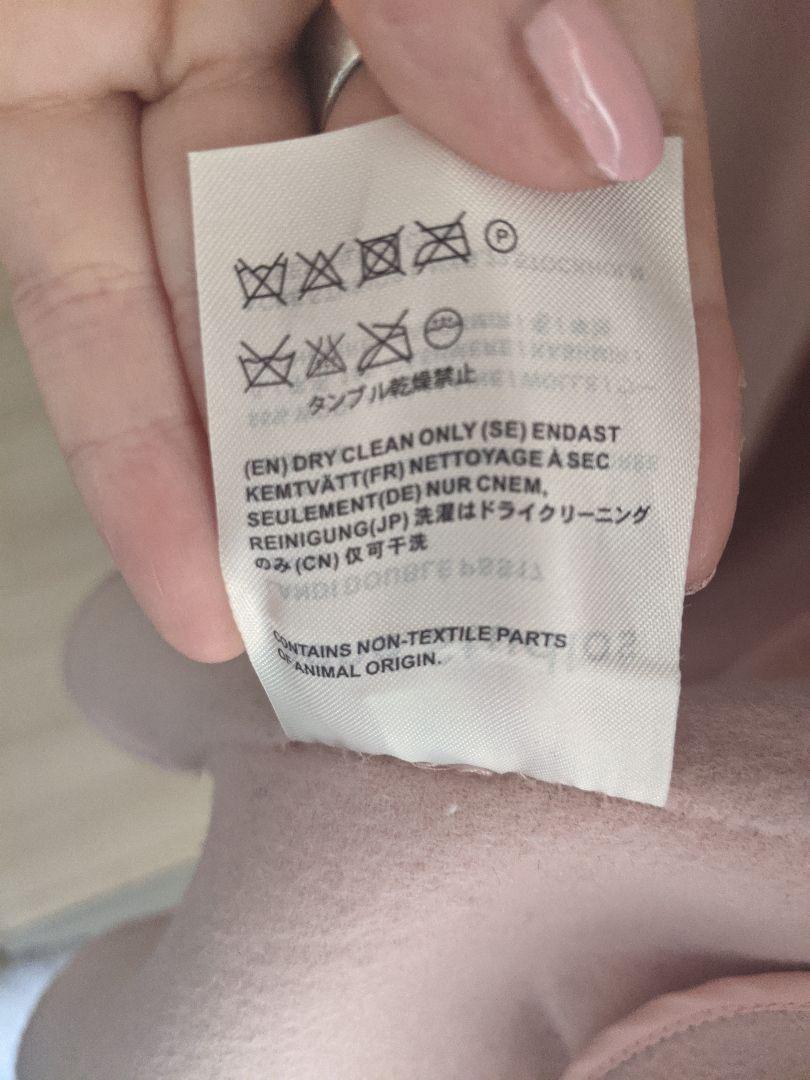 P
タンブル乾燥禁止
(EN) DRY CLEAN ONLY (SE) ENDAST
KEMTVÄTT(FR) NETTOYAGE À SEC
SEULEMENT(DE) NUR CNEM,
REINIGUNG(JP) 洗濯はドライクリーニング
のみ (CN) 仅可干洗
CONTAINS NON-TEXTILE PARTS
OF ANIMAL ORIGIN.